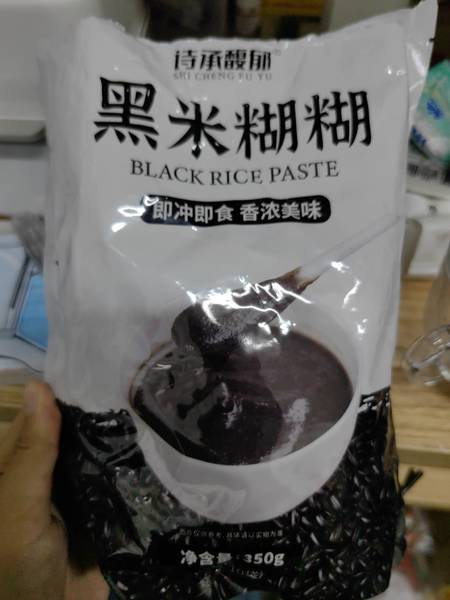 诗承馥郁
SHI CHENG FU YU
黑米糊糊
BLACK RICE PASTE
即冲即食 香浓美味
净含量:350g